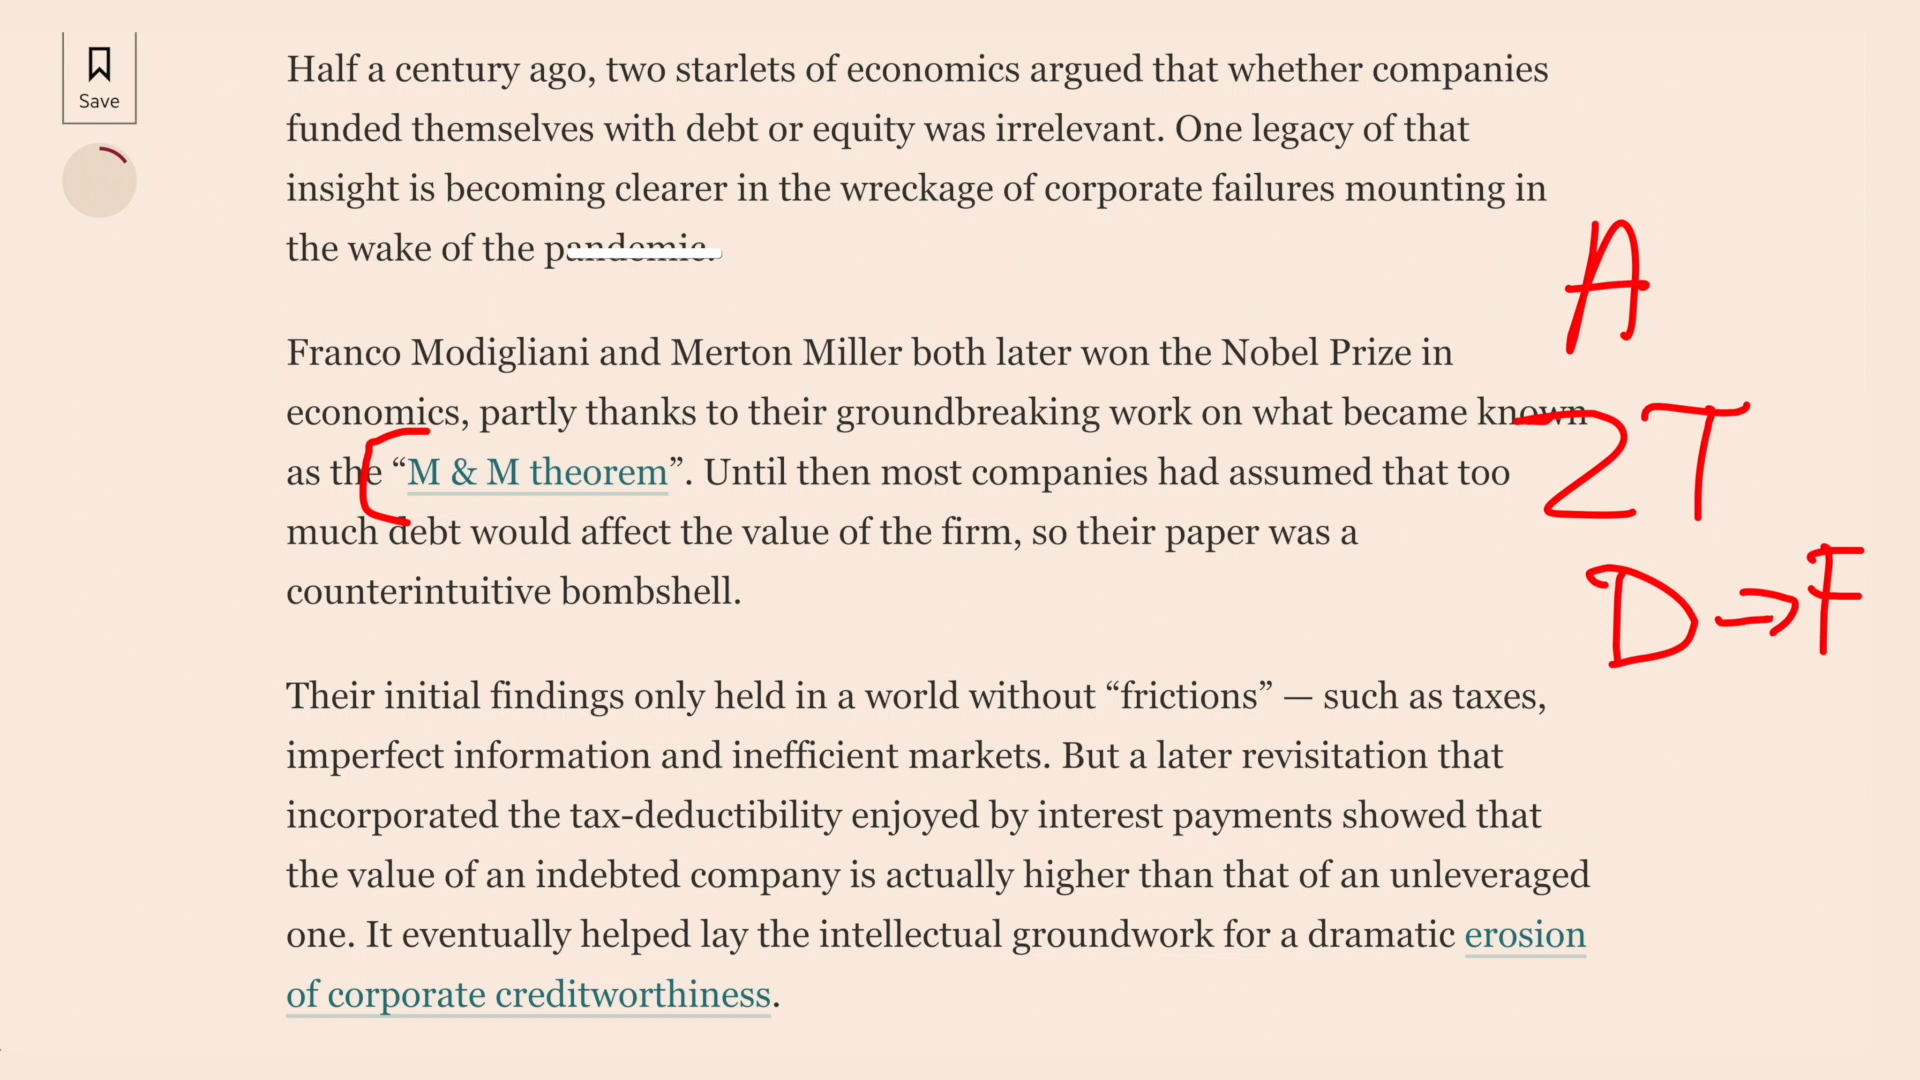 Save
Half a century ago, two starlets of economics argued that whether companies
funded themselves with debt or equity was irrelevant. One legacy of that
insight is becoming clearer in the wreckage of corporate failures mounting in
the wake of the pandemic.
A
Franco Modigliani and Merton Miller both later won the Nobel Prize in
economics, partly thanks to their groundbreaking work on what became known
as the “M & M theorem”. Until then most companies had assumed that too
2T
much debt would affect the value of the firm, so their paper was a
counterintuitive bombshell.
D→F
Their initial findings only held in a world without “frictions” — such as taxes,
imperfect information and inefficient markets. But a later revisitation that
incorporated the tax-deductibility enjoyed by interest payments showed that
the value of an indebted company is actually higher than that of an unleveraged
one. It eventually helped lay the intellectual groundwork for a dramatic erosion
of corporate creditworthiness.